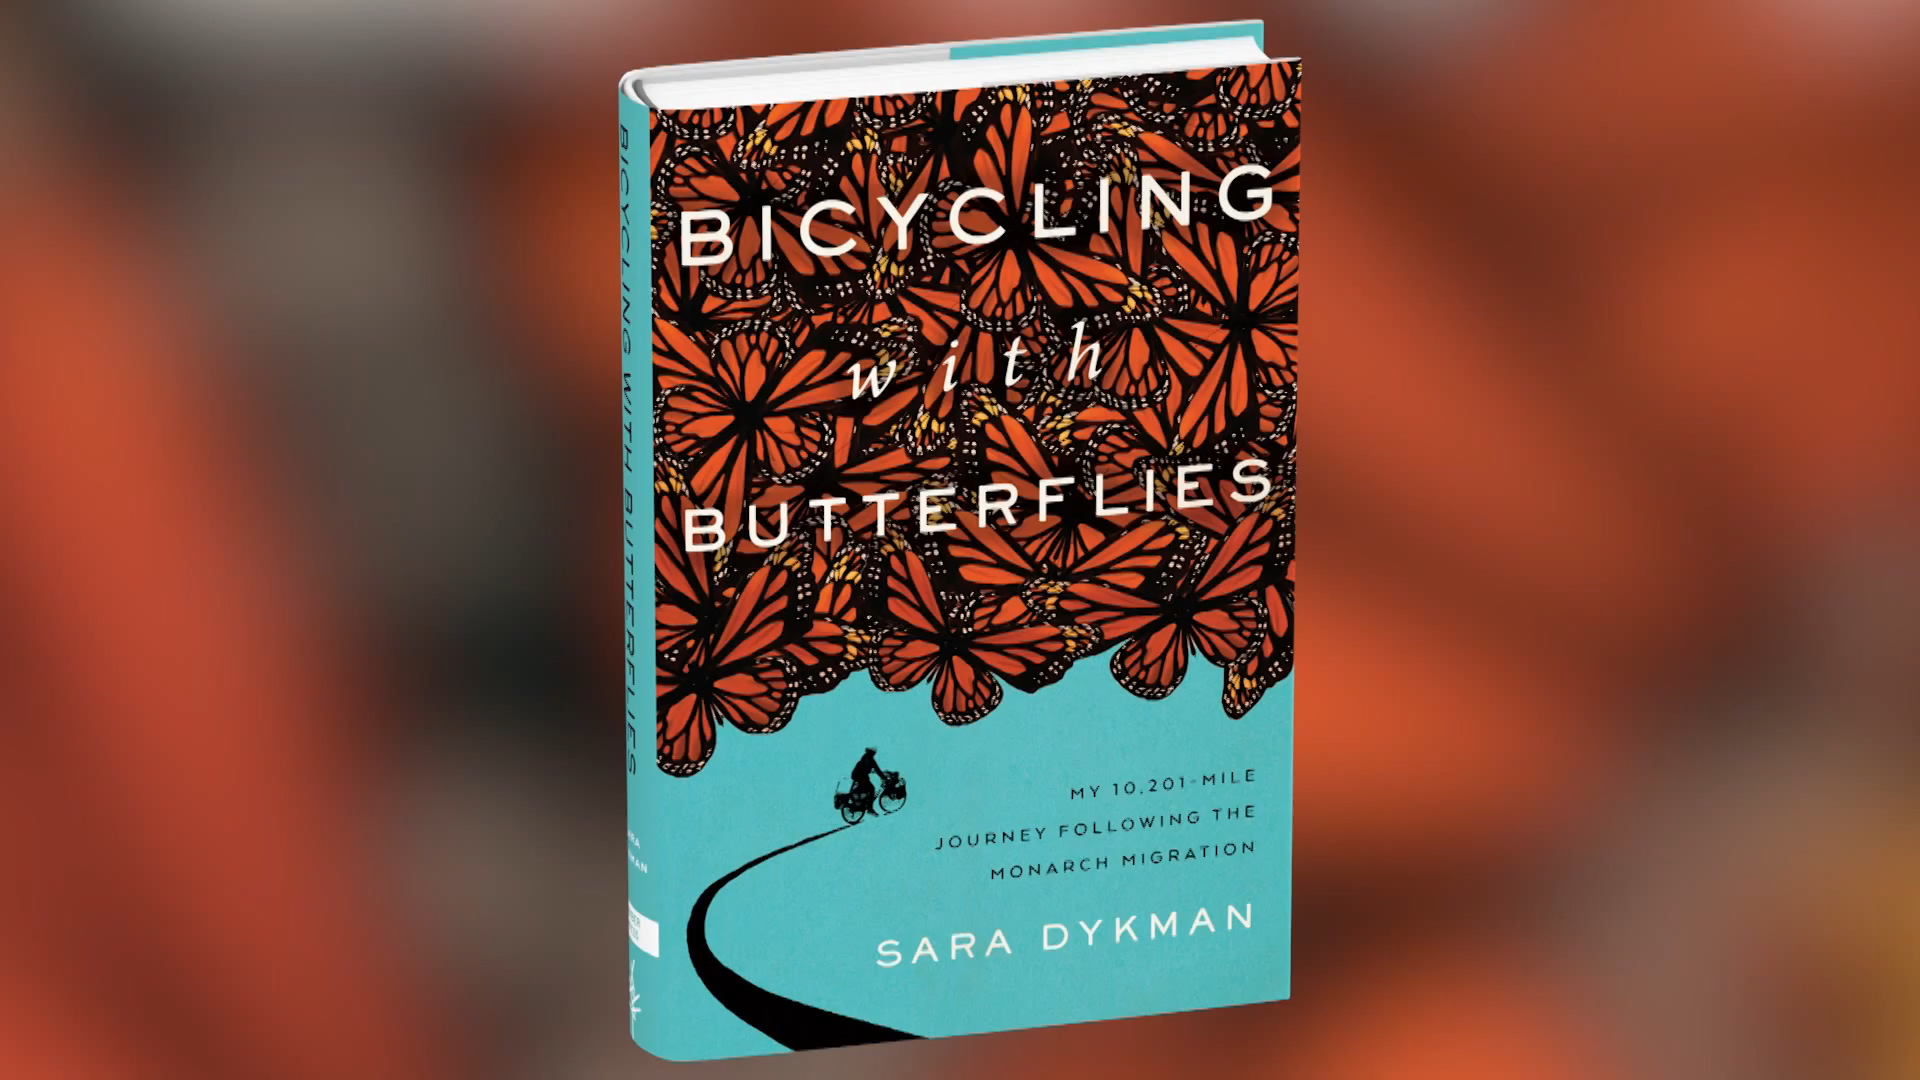 BICYCLING
with
BUTTERFLIES
MY 10,201-MILE
JOURNEY FOLLOWING THE
MONARCH MIGRATION
SARA DYKMAN
BICYCLING WITH BUTTERFLIES